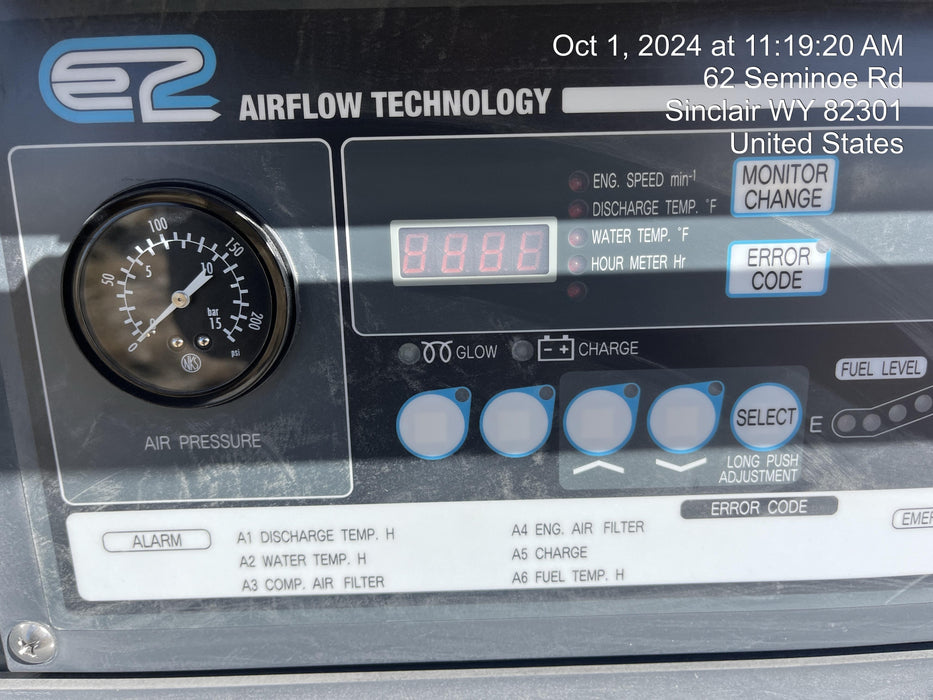 Oct 1, 2024 at 11:19:20 AM
62 Seminoe Rd
Sinclair WY 82301
United States
E2
AIRFLOW TECHNOLOGY
ENG. SPEED min-1
DISCHARGE TEMP. °F
WATER TEMP. °F
HOUR METER Hr
MONITOR
CHANGE
ERROR
CODE
0
50
100
150
200
psi
0
5
10
15
bar
NKS
AIR PRESSURE
GLOW
CHARGE
FUEL LEVEL
SELECT
E
LONG PUSH
ADJUSTMENT
ERROR CODE
ALARM
A1 DISCHARGE TEMP. H
A2 WATER TEMP. H
A3 COMP. AIR FILTER
A4 ENG. AIR FILTER
A5 CHARGE
A6 FUEL TEMP. H
EMER